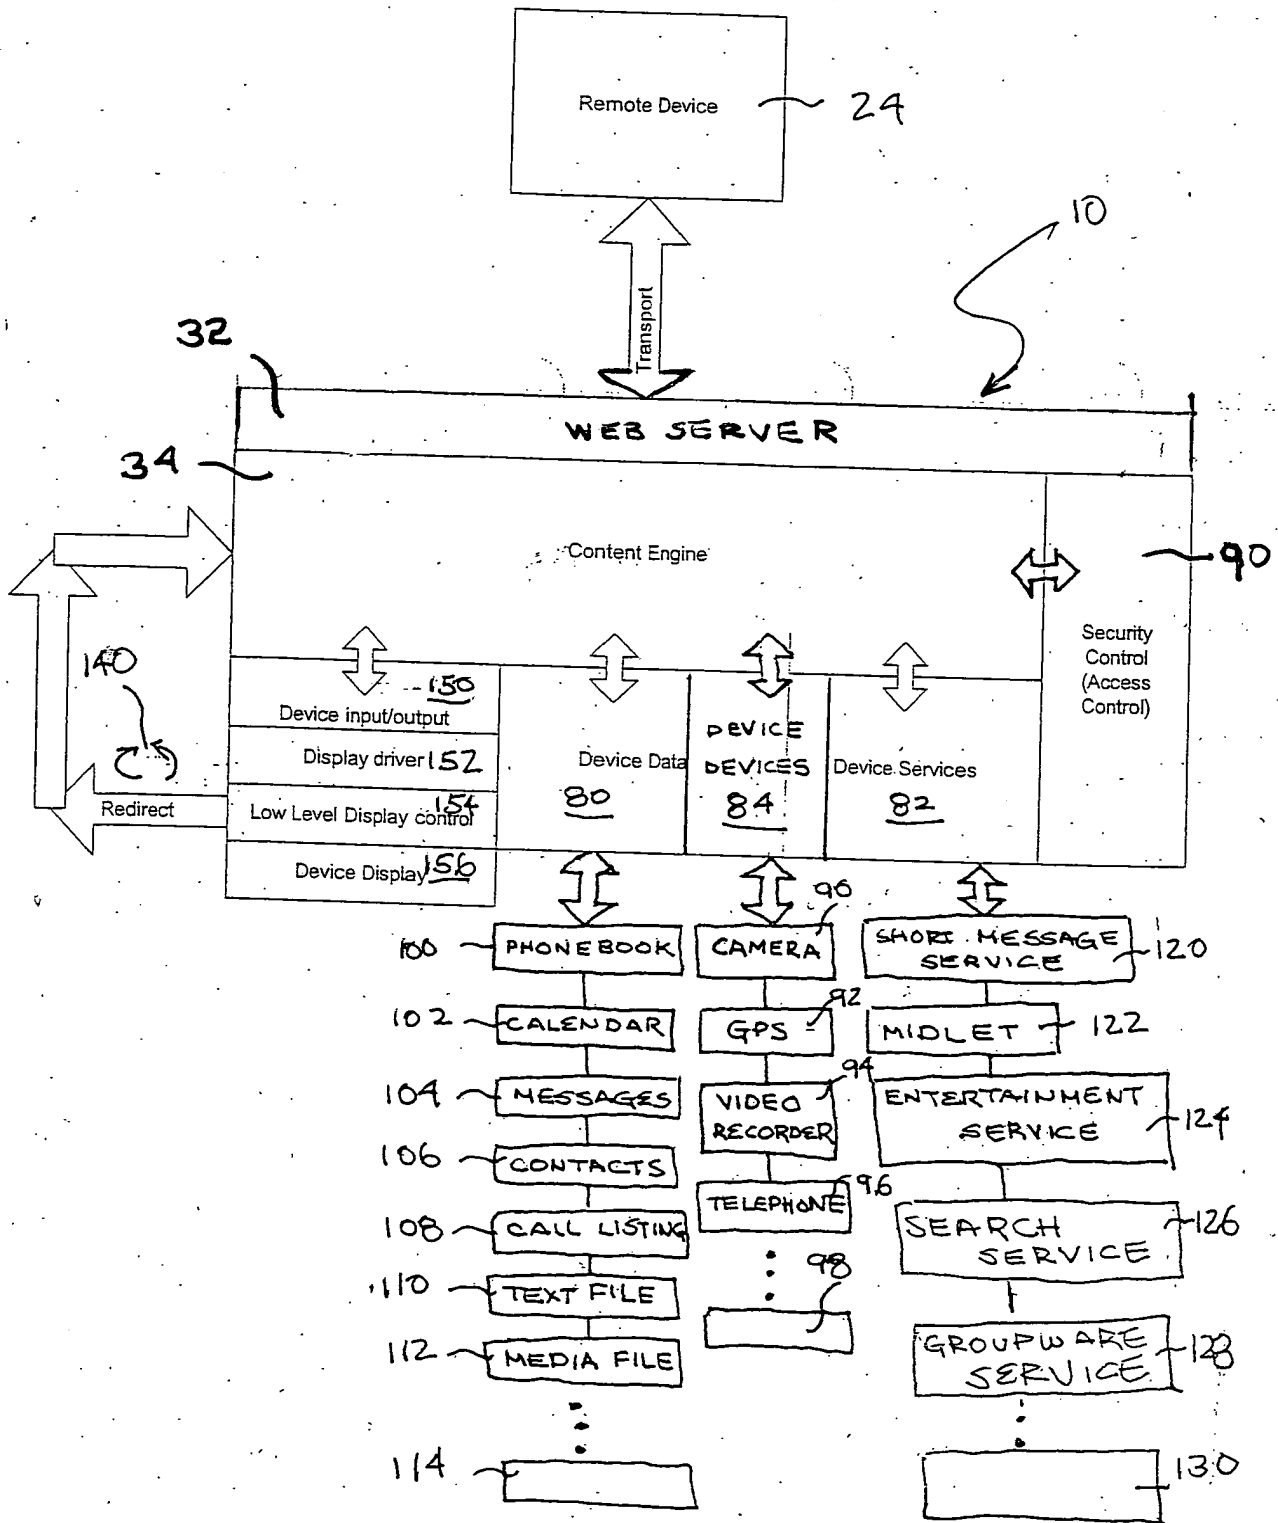 Remote Device
24
Transport
10
32
WEB SERVER
34
Content Engine
90
Security
Control
(Access
Control)
140
150
Device input/output
Display driver 152
Redirect
Low Level Display control 154
Device Display 156
Device Data
80
DEVICE
DEVICES
84
Device Services
82
100
PHONEBOOK
102
CALENDAR
104
MESSAGES
106
CONTACTS
108
CALL LISTING
110
TEXT FILE
112
MEDIA FILE
114
90
CAMERA
92
GPS
94
VIDEO
RECORDER
96
TELEPHONE
98
SHORT MESSAGE
SERVICE
120
MIDLET
122
ENTERTAINMENT
SERVICE
124
SEARCH
SERVICE
126
GROUPWARE
SERVICE
128
130